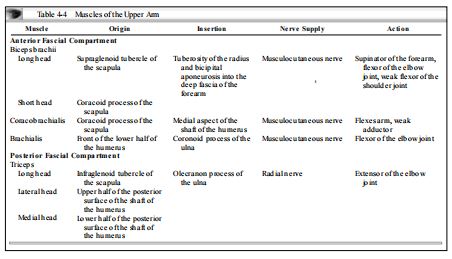 Table 4-4 Muscles of the Upper Arm
Muscle Origin Insertion Nerve Supply Action
Anterior Fascial Compartment
Biceps brachii
Long head Supraglenoid tubercle of Tuberosity of the radius Musculocutaneous nerve Supinator of the forearm,
the scapula and bicipital flexor of the elbow
aponeurosis into the joint, weak flexor of the
deep fascia of the shoulder joint
forearm
Short head Coracoid process of the
scapula
Coracobrachialis Coracoid process of the Medial aspect of the Musculocutaneous nerve Flexes arm, weak
scapula shaft of the humerus adductor
Brachialis Front of the lower half of Coronoid process of the Musculocutaneous nerve Flexor of the elbow joint
the humerus ulna
Posterior Fascial Compartment
Triceps
Long head Infraglenoid tubercle of Olecranon process of Radial nerve Extensor of the elbow
the scapula the ulna joint
Lateral head Upper half of the posterior
surface of the shaft of
the humerus
Medial head Lower half of the posterior
surface of the shaft of
the humerus